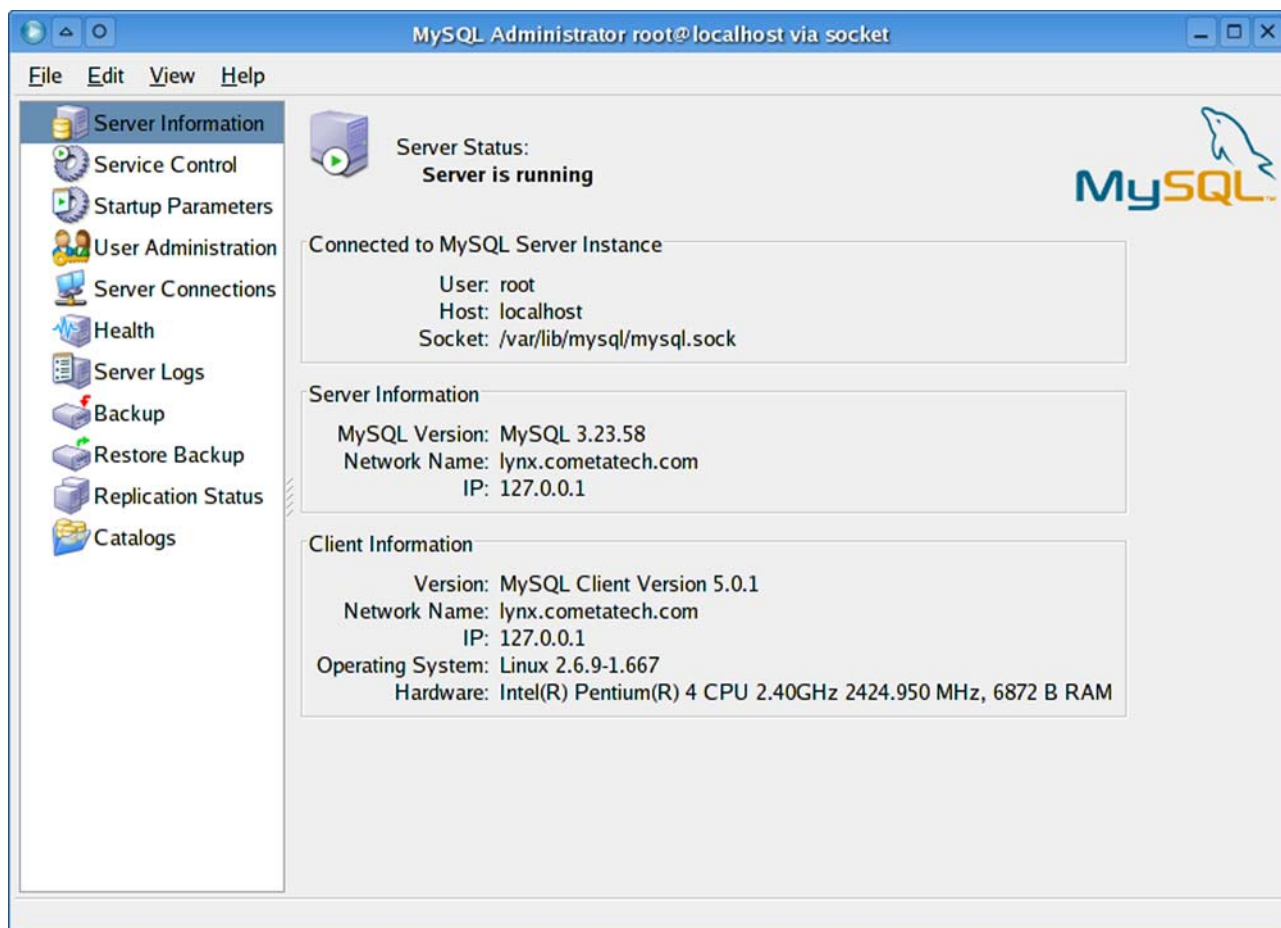 MySQL Administrator root@localhost via socket
File Edit View Help
Server Information
Service Control
Startup Parameters
User Administration
Server Connections
Health
Server Logs
Backup
Restore Backup
Replication Status
Catalogs
Server Status:
Server is running
MySQL
Connected to MySQL Server Instance
User: root
Host: localhost
Socket: /var/lib/mysql/mysql.sock
Server Information
MySQL Version: MySQL 3.23.58
Network Name: lynx.cometatech.com
IP: 127.0.0.1
Client Information
Version: MySQL Client Version 5.0.1
Network Name: lynx.cometatech.com
IP: 127.0.0.1
Operating System: Linux 2.6.9-1.667
Hardware: Intel(R) Pentium(R) 4 CPU 2.40GHz 2424.950 MHz, 6872 B RAM